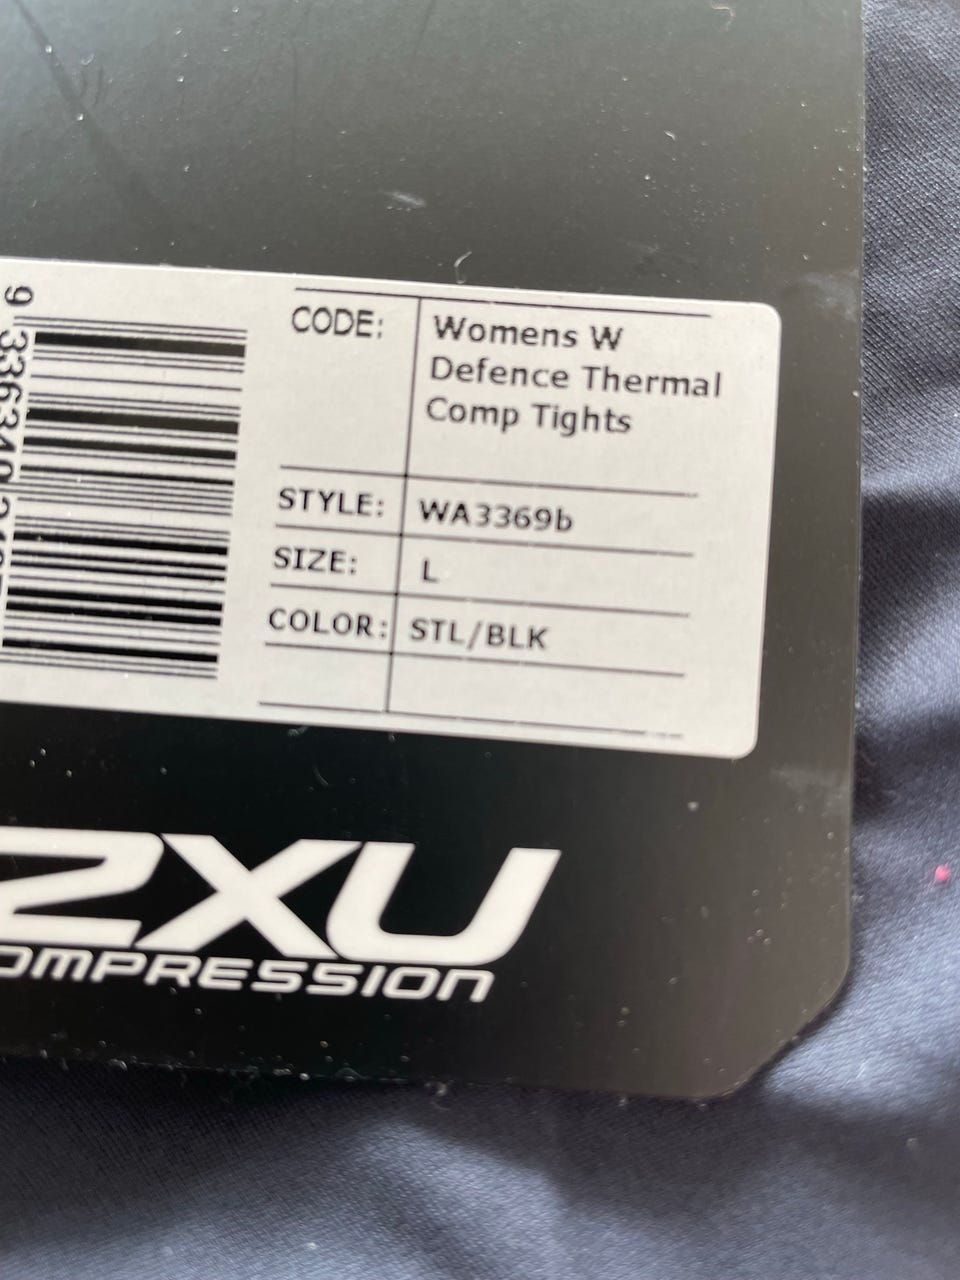 CODE: Womens W
Defence Thermal
Comp Tights
STYLE: WA3369b
SIZE: L
COLOR: STL/BLK
2XU